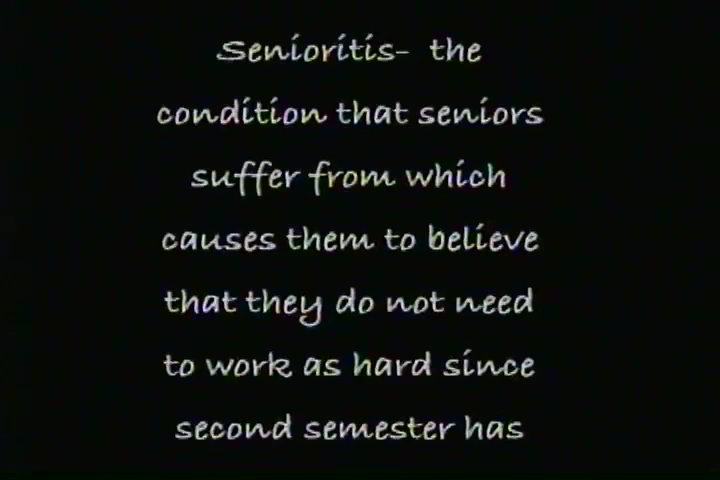 Senioritis- the
condition that seniors
suffer from which
causes them to believe
that they do not need
to work as hard since
second semester has